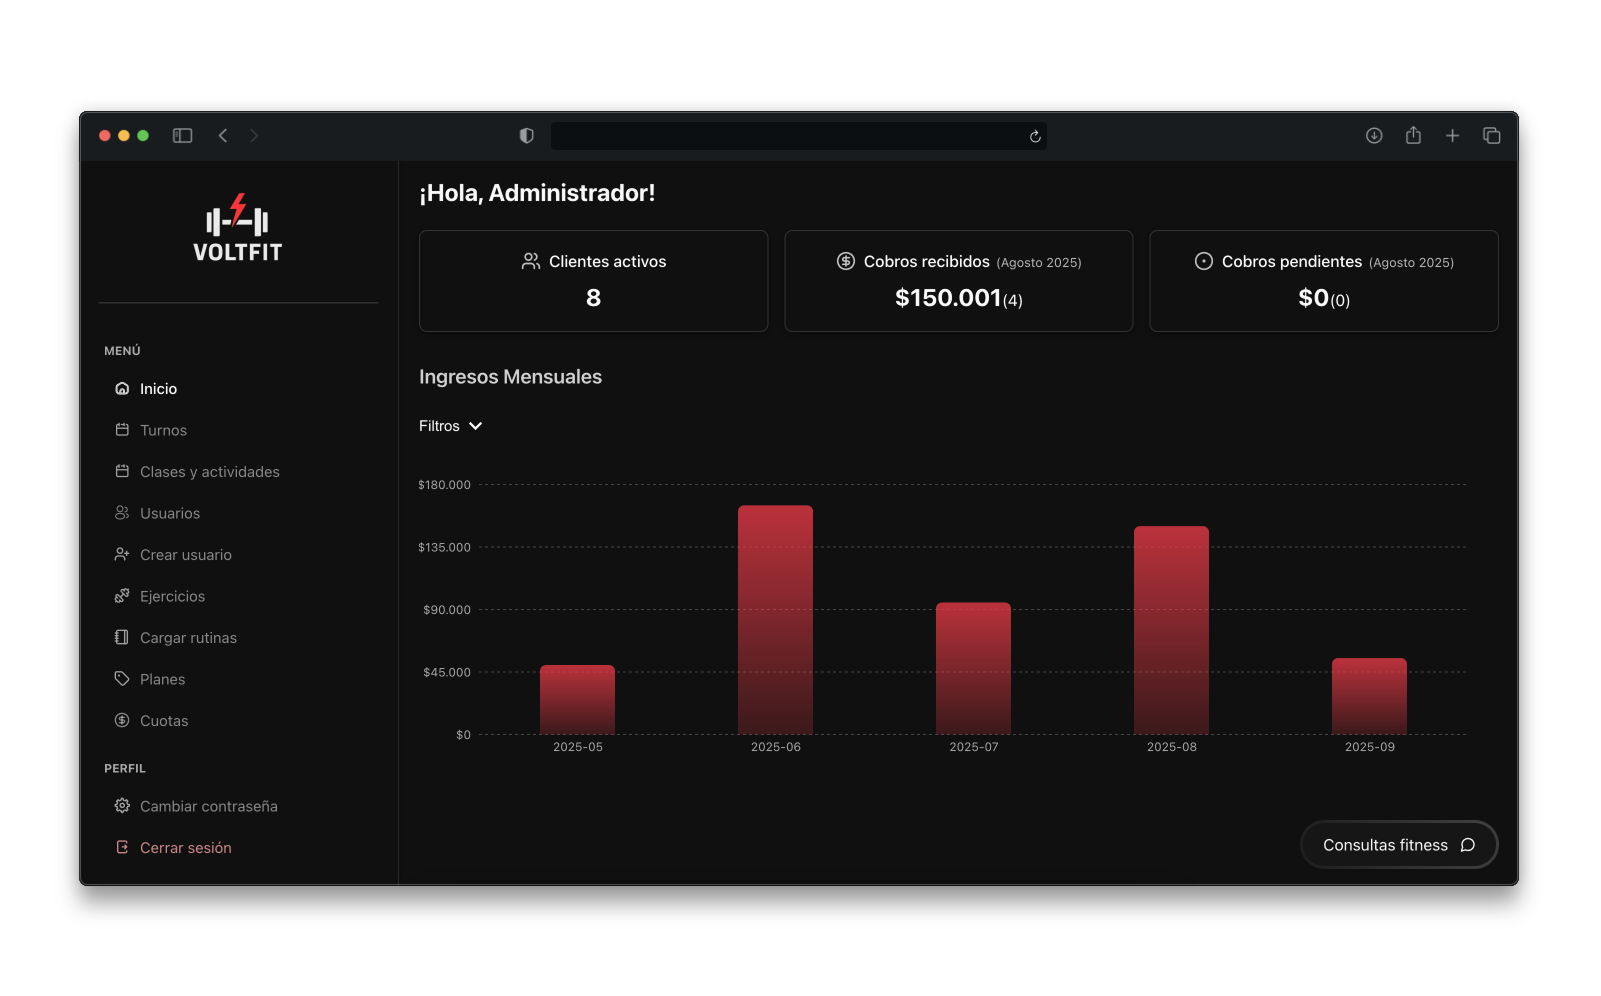 VOLTFIT
MENÚ
Inicio
Turnos
Clases y actividades
Usuarios
Crear usuario
Ejercicios
Cargar rutinas
Planes
Cuotas
PERFIL
Cambiar contraseña
Cerrar sesión
¡Hola, Administrador!
Clientes activos
8
Cobros recibidos (Agosto 2025)
$150.001(4)
Cobros pendientes (Agosto 2025)
$0(0)
Ingresos Mensuales
Filtros
$180.000
$135.000
$90.000
$45.000
$0
2025-05 2025-06 2025-07 2025-08 2025-09
Consultas fitness